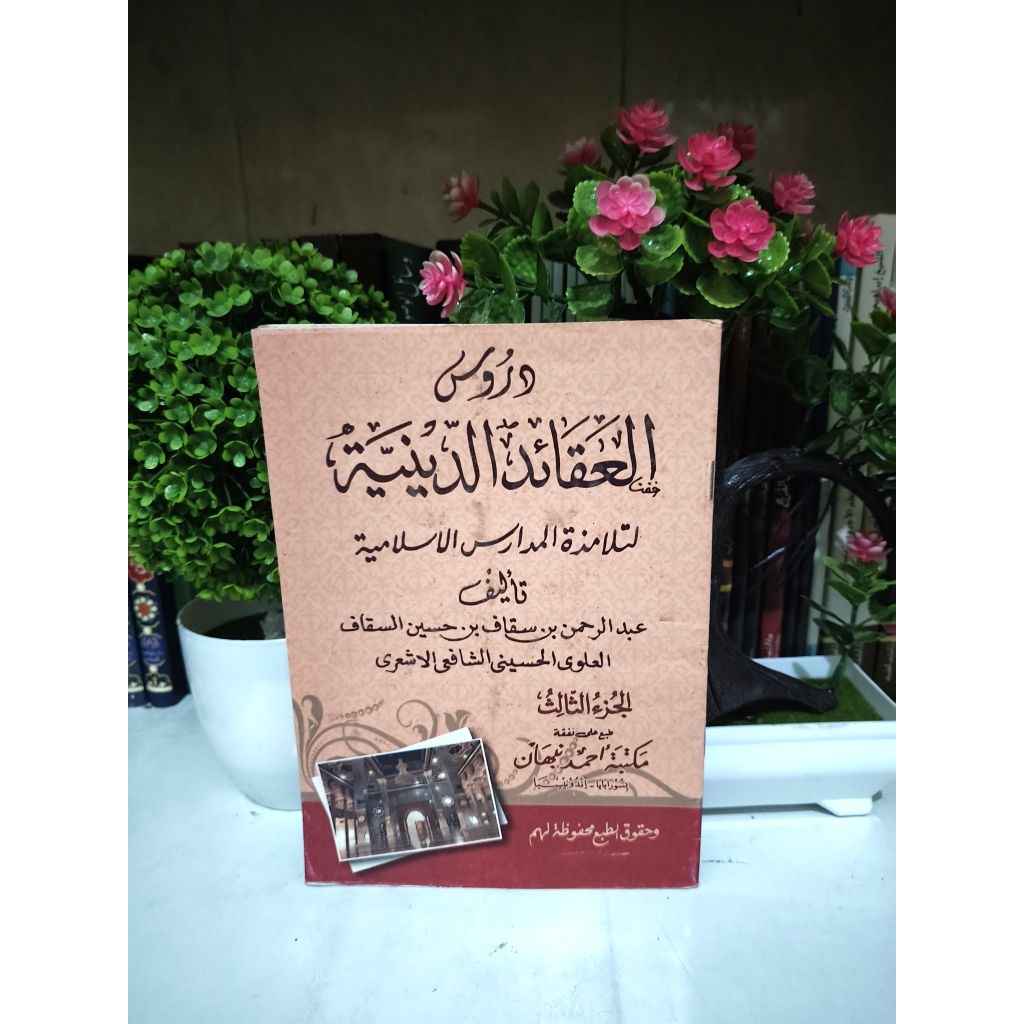 دروس
العقائد الدينية
لتلامذة المدارس الاسلامية
تأليف
عبد الرحمن بن سقاف بن حسين السقاف
العلوى الحسينى الشافعى الاشعرى
الجزء الثالث
طبع على نفقة
مكتبة احمد نبهان
وحقوق الطبع محفوظة لهم